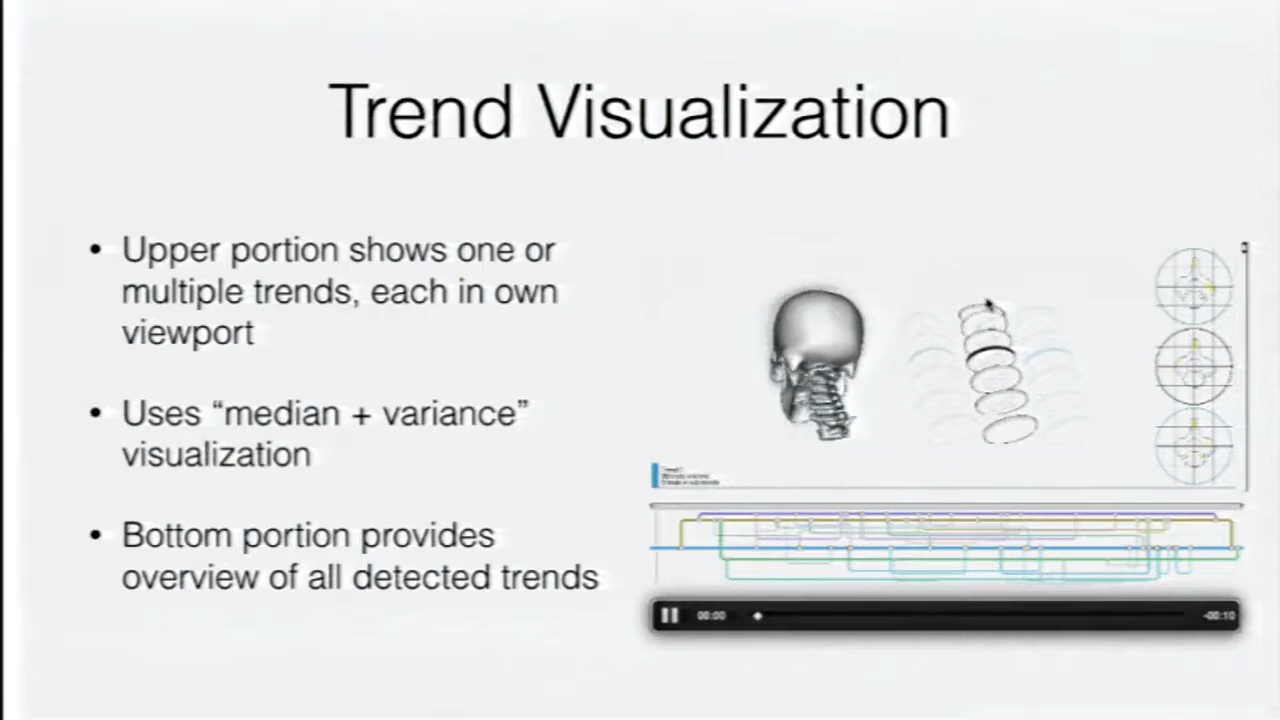 Trend Visualization
• Upper portion shows one or
multiple trends, each in own
viewport
• Uses “median + variance”
visualization
• Bottom portion provides
overview of all detected trends
00:00
-00:10